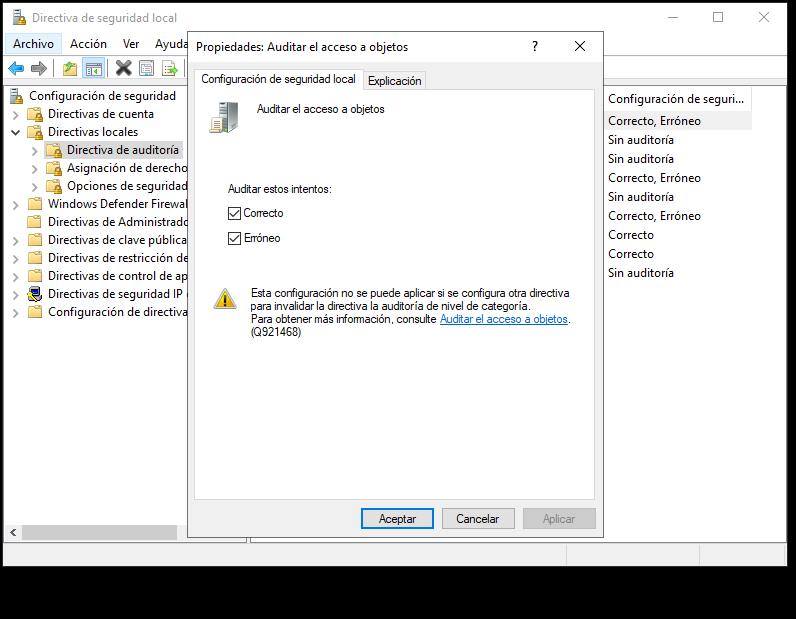 Directiva de seguridad local
Archivo Acción Ver Ayuda
Configuración de seguridad
Directivas de cuenta
Directivas locales
Directiva de auditoría
Asignación de derecho
Opciones de seguridad
Windows Defender Firewal
Directivas de Administrado
Directivas de clave pública
Directivas de restricción de
Directivas de control de ap
Directivas de seguridad IP
Configuración de directiva
Propiedades: Auditar el acceso a objetos
?
Configuración de seguridad local Explicación
Auditar el acceso a objetos
Auditar estos intentos:
Correcto
Erróneo
Esta configuración no se puede aplicar si se configura otra directiva
para invalidar la directiva la auditoría de nivel de categoría.
Para obtener más información, consulte Auditar el acceso a objetos.
(Q921468)
Aceptar Cancelar Aplicar
Configuración de seguri...
Correcto, Erróneo
Sin auditoría
Sin auditoría
Correcto, Erróneo
Sin auditoría
Correcto, Erróneo
Correcto
Correcto
Sin auditoría